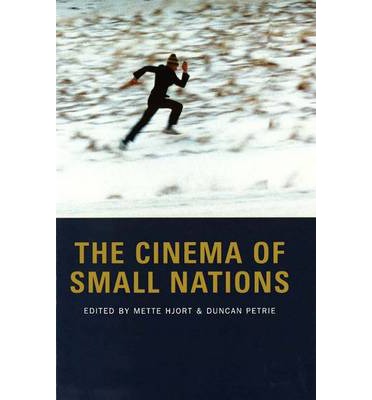 THE CINEMA OF
SMALL NATIONS
EDITED BY METTE HJORT & DUNCAN PETRIE